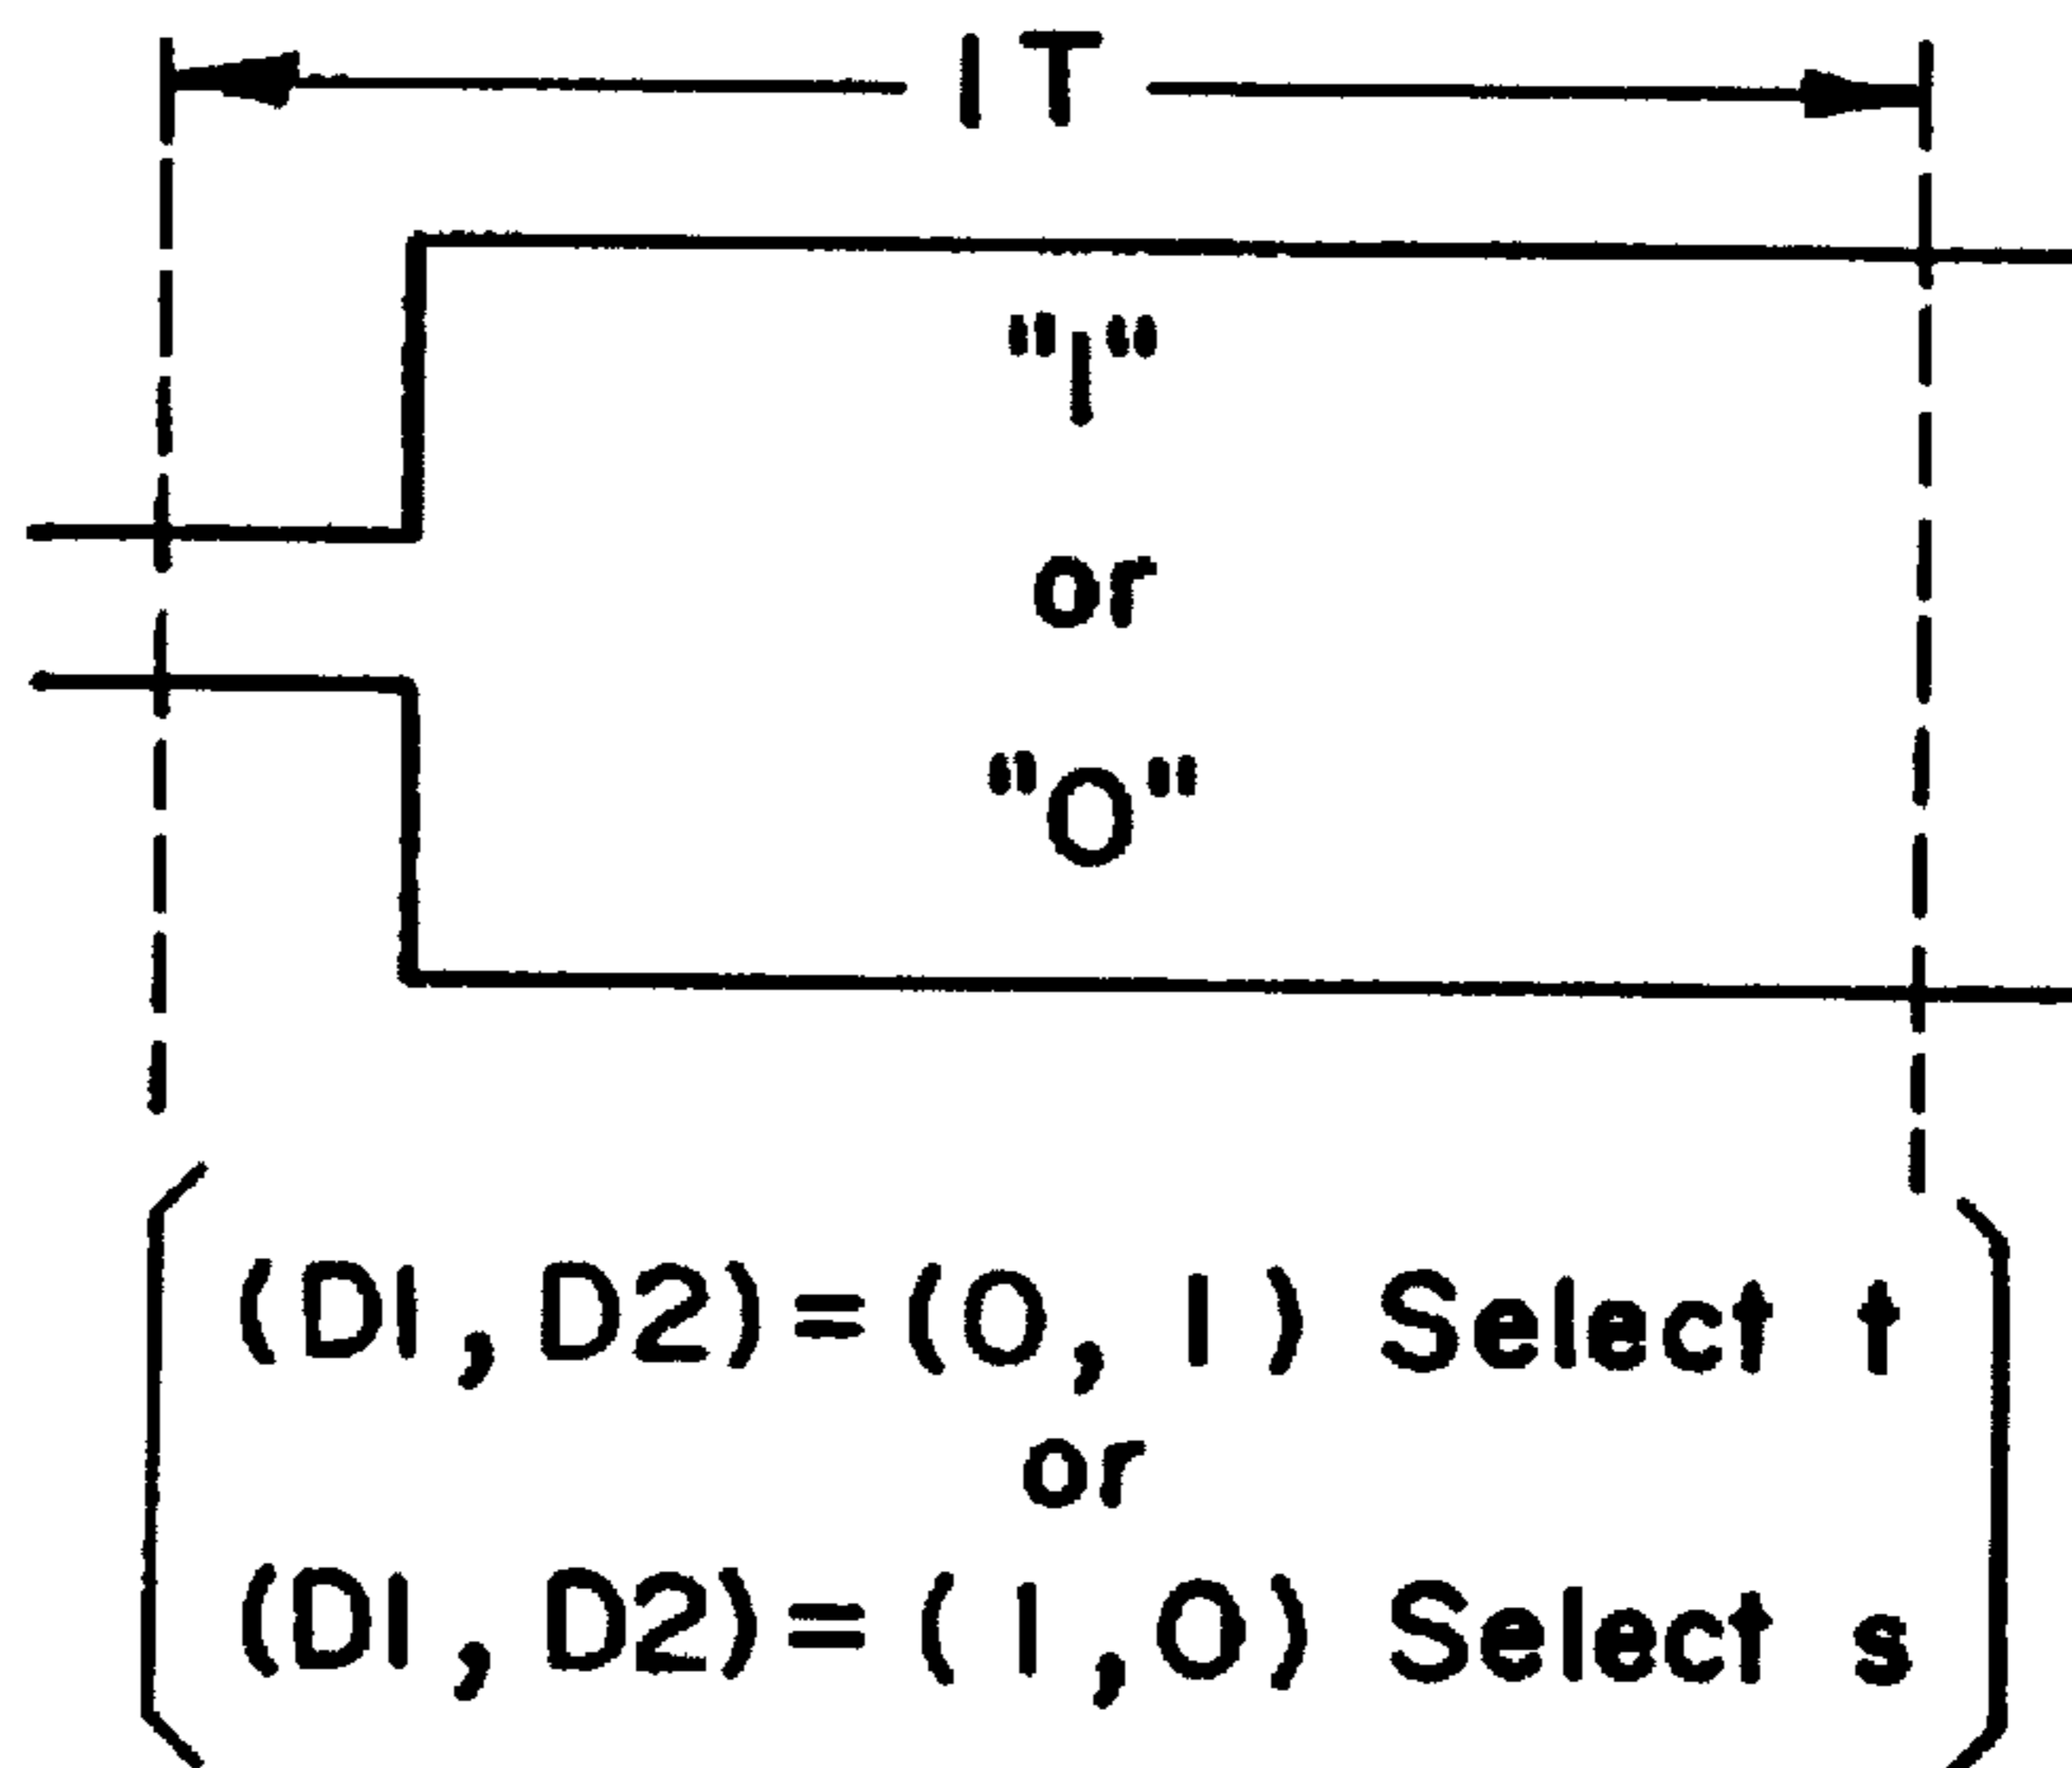 1T
"1"
or
"0"
(D1, D2)=(0, 1) Select t
or
(D1, D2)=(1,0) Select s